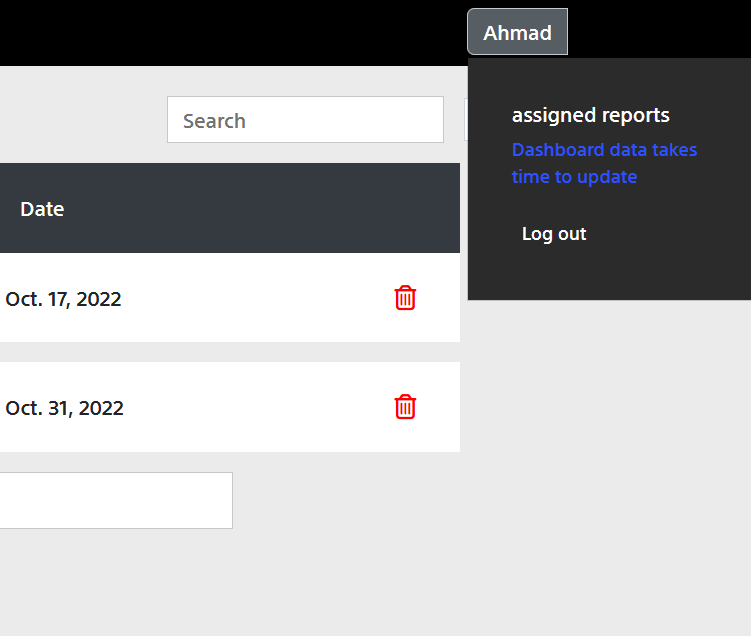 Ahmad
assigned reports
Dashboard data takes
time to update
Log out
Search
Date
Oct. 17, 2022
Oct. 31, 2022